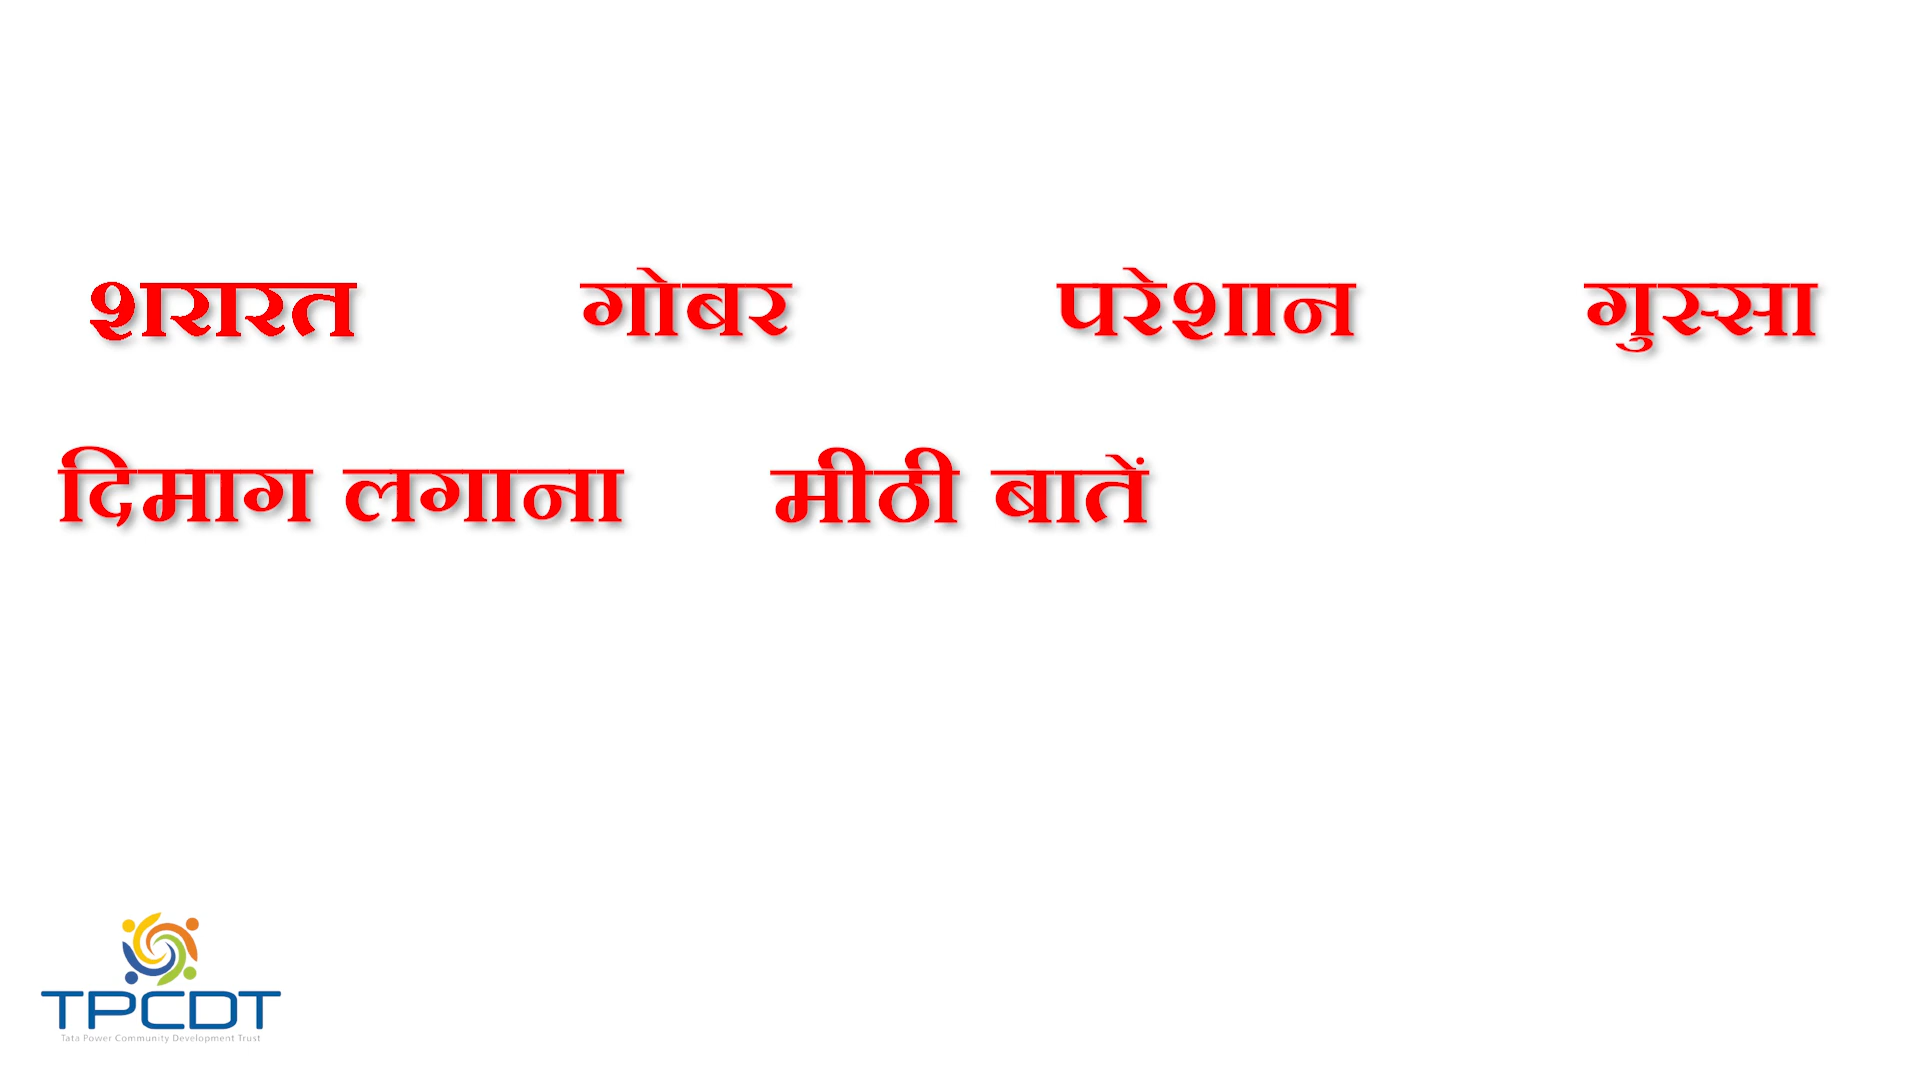 शरारत गोबर परेशान गुस्सा
दिमाग लगाना मीठी बातें
TPCDT
Tata Power Community Development Trust